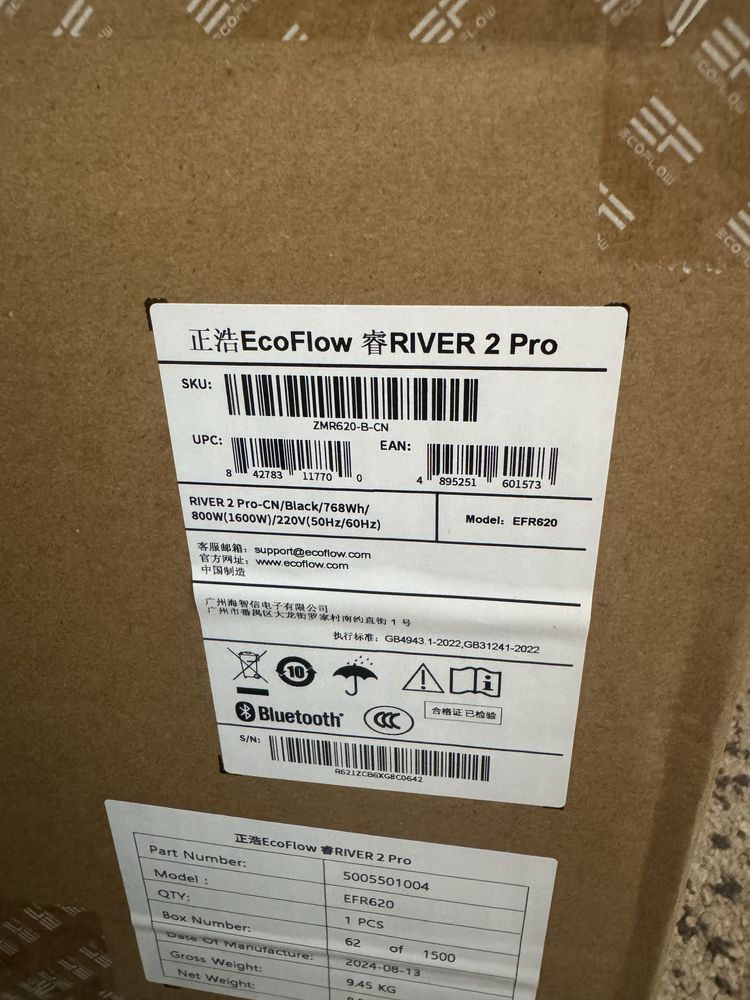 正浩EcoFlow 睿RIVER 2 Pro
SKU:
ZMR620-B-CN
UPC:
8 42783 11770 0
EAN:
4 895251 601573
RIVER 2 Pro-CN/Black/768Wh/
800W(1600W)/220V(50Hz/60Hz)
Model: EFR620
客服邮箱: support@ecoflow.com
官方网址: www.ecoflow.com
中国制造
广州海智信电子有限公司
广州市番禺区大龙街罗家村南约直街1号
执行标准: GB4943.1-2022,GB31241-2022
10
Bluetooth
CCC
合格证 已检验
S/N:
R621ZCB6XG8C0642
正浩EcoFlow 睿RIVER 2 Pro
Part Number: 5005501004
Model : EFR620
QTY: 1 PCS
Box Number: 62 of 1500
Date Of Manufacture: 2024-08-13
Gross Weight: 9.45 KG
Net Weight:
ECOFLOW
ECOFLOW